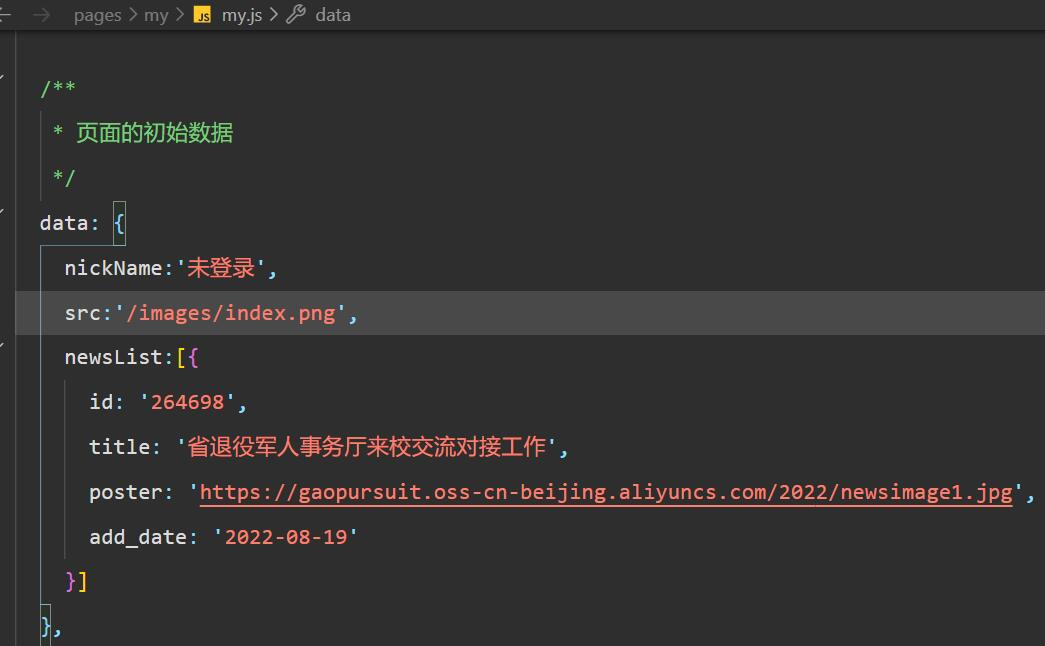 pages > my > JS my.js > data
/**
* 页面的初始数据
*/
data: {
nickName:'未登录',
src:'/images/index.png',
newsList:[{
id: '264698',
title: '省退役军人事务厅来校交流对接工作',
poster: 'https://gaopursuit.oss-cn-beijing.aliyuncs.com/2022/newsimage1.jpg',
add_date: '2022-08-19'
}]
},